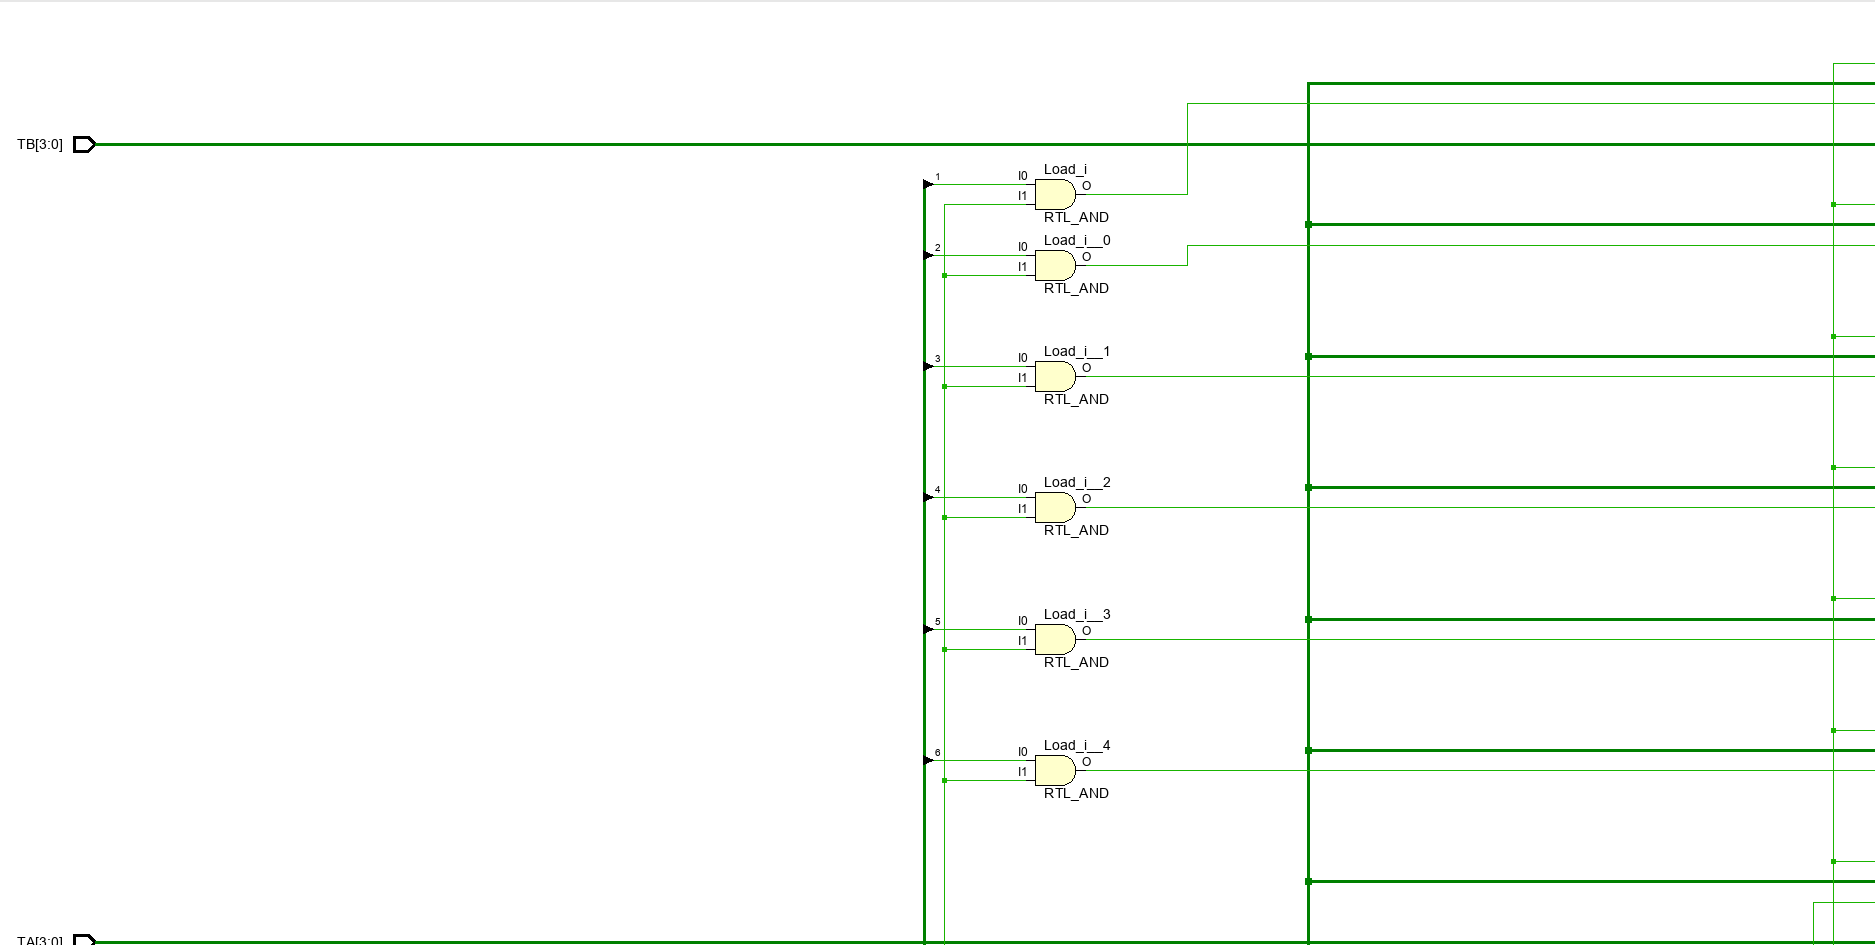 TB[3:0]
Load_i
1 I0 O
I1
RTL_AND
Load_i__0
2 I0 O
I1
RTL_AND
Load_i__1
3 I0 O
I1
RTL_AND
Load_i__2
4 I0 O
I1
RTL_AND
Load_i__3
5 I0 O
I1
RTL_AND
Load_i__4
6 I0 O
I1
RTL_AND
TA[3:0]